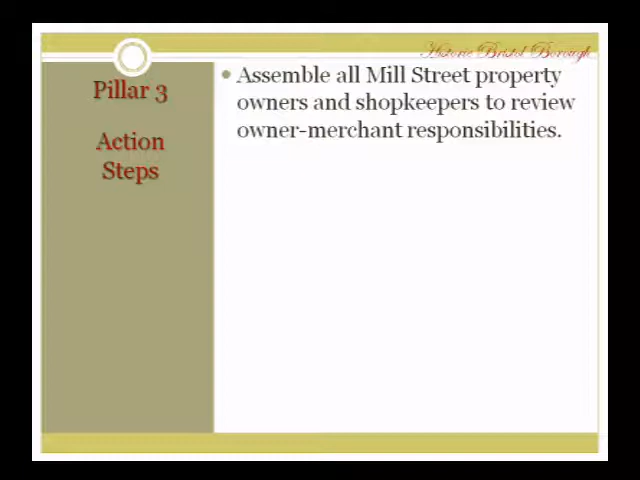 Historic Bristol Borough
Pillar 3
Action
Steps
Assemble all Mill Street property
owners and shopkeepers to review
owner-merchant responsibilities.